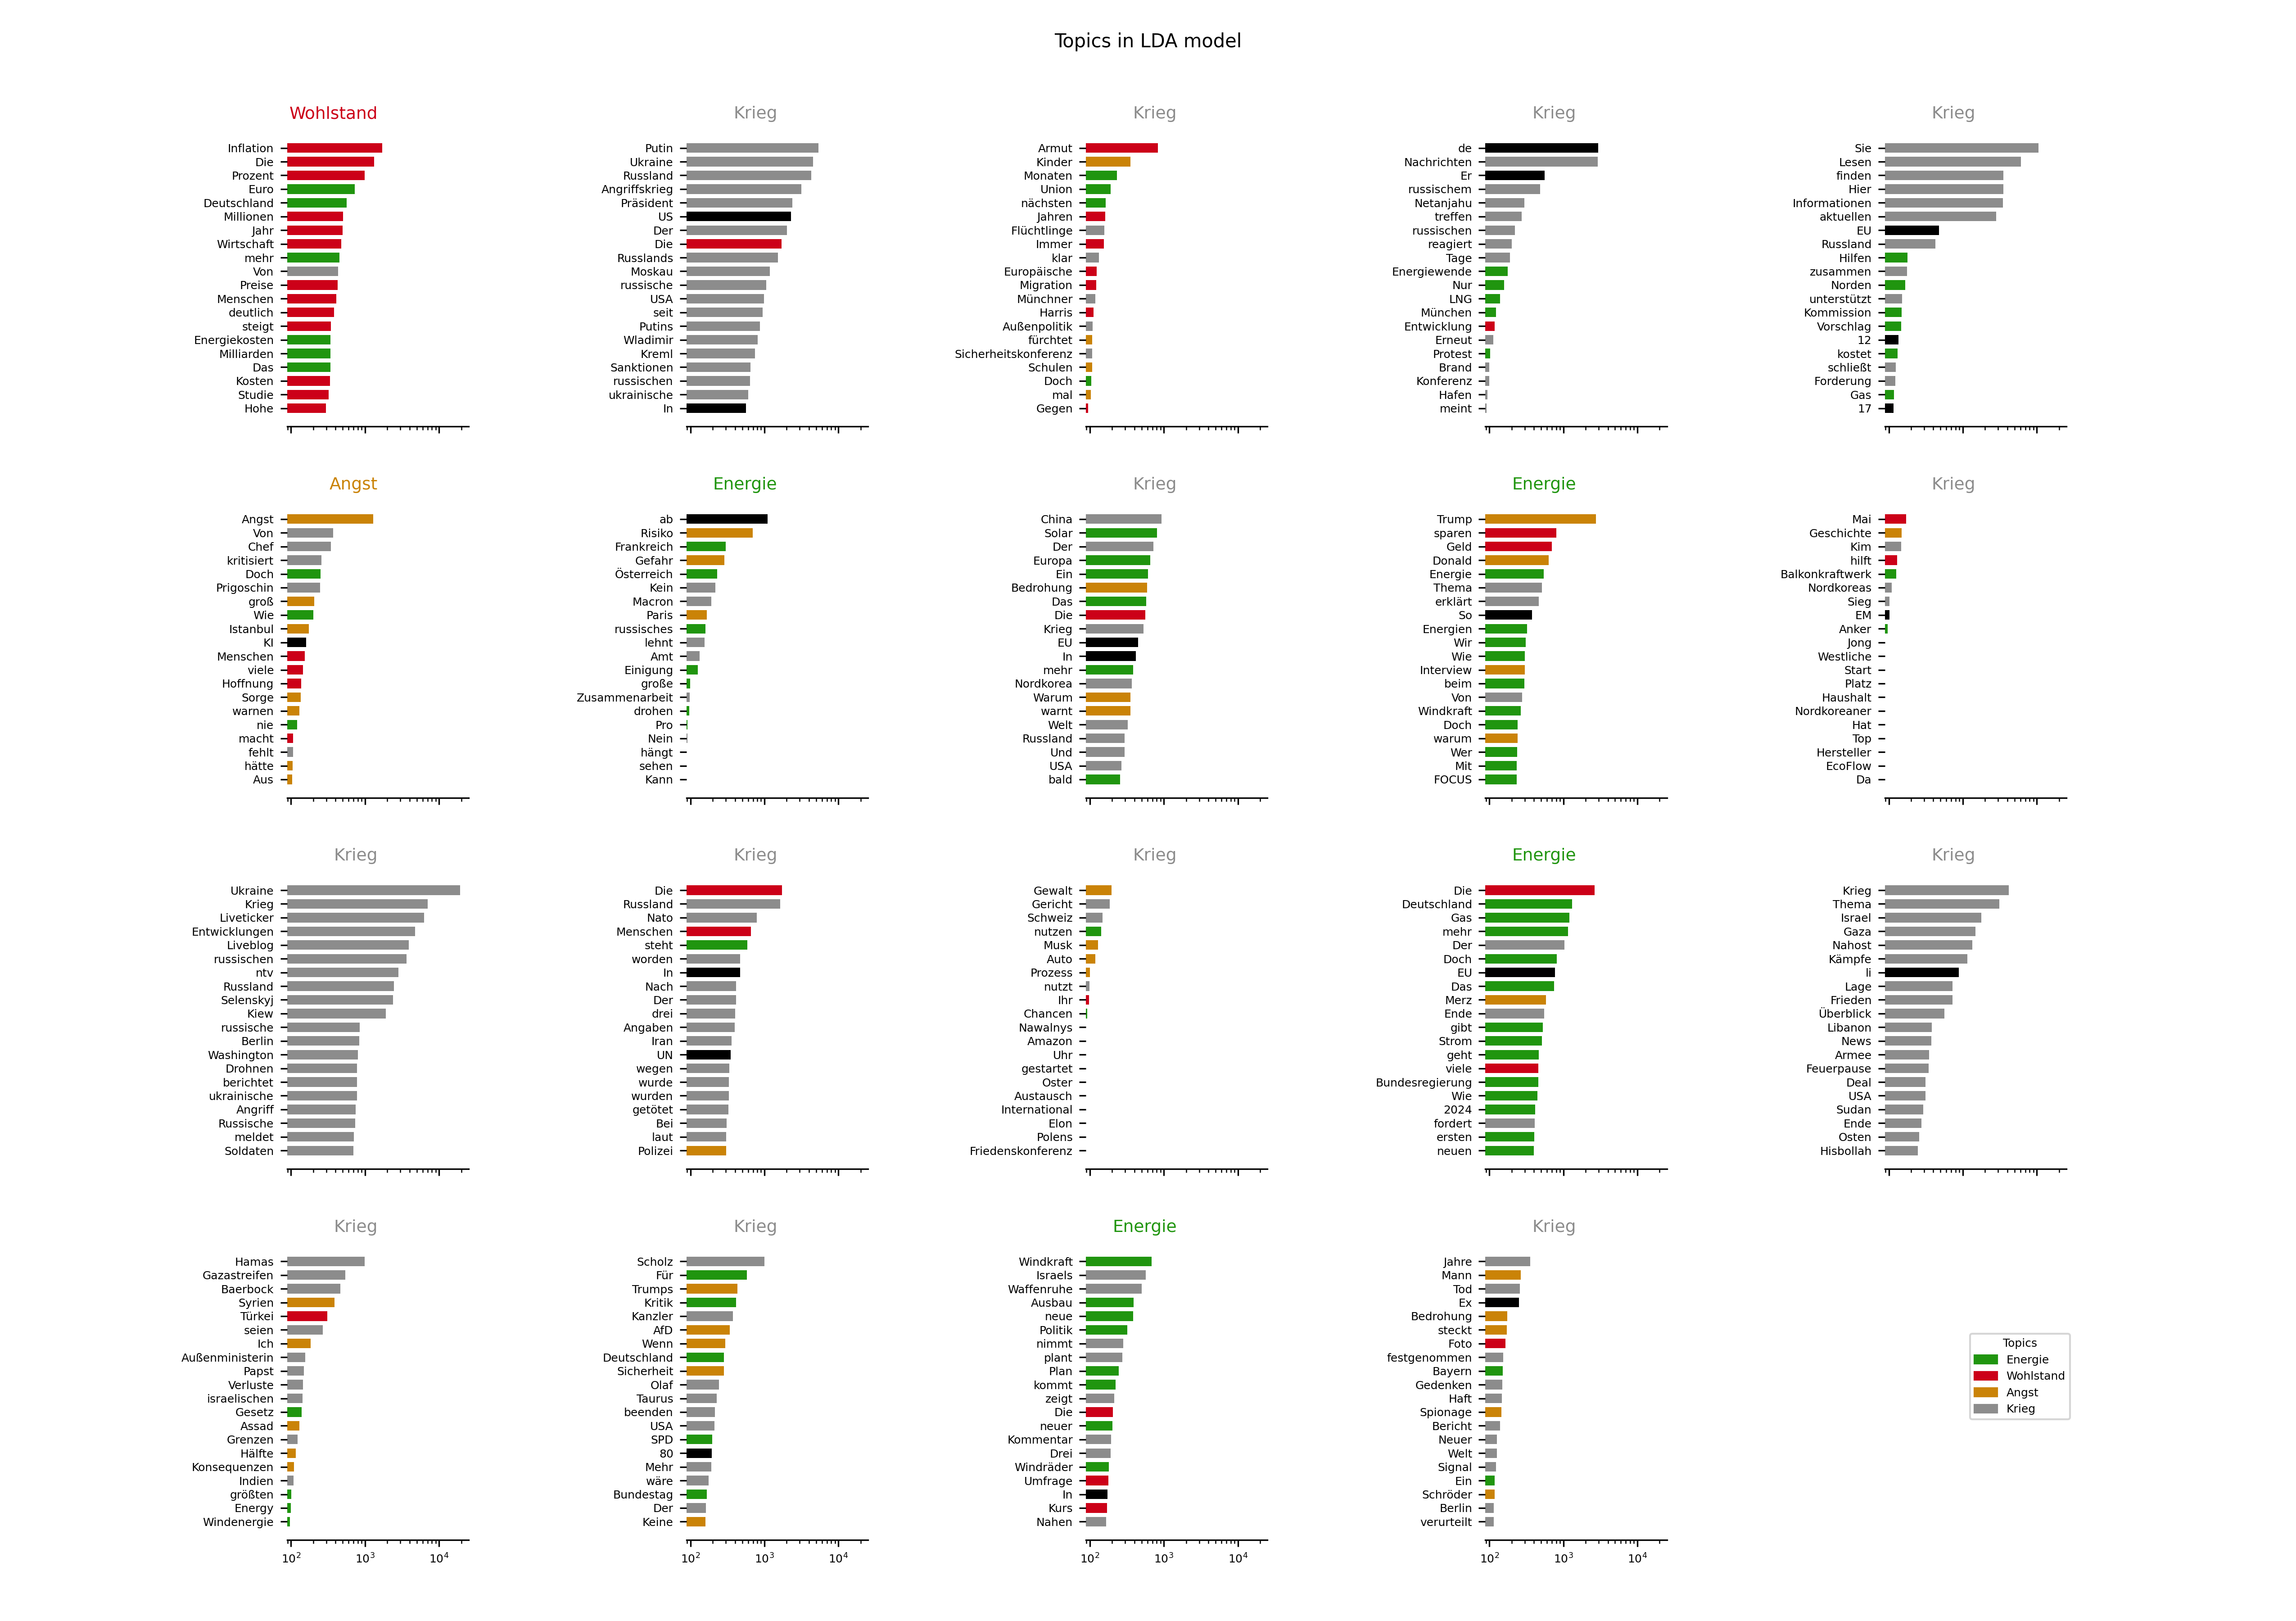 Topics in LDA model
Wohlstand
Inflation
Die
Prozent
Euro
Deutschland
Millionen
Jahr
Wirtschaft
mehr
Von
Preise
Menschen
deutlich
steigt
Energiekosten
Milliarden
Das
Kosten
Studie
Hohe
Krieg
Putin
Ukraine
Russland
Angriffskrieg
Präsident
US
Der
Die
Russlands
Moskau
russische
USA
seit
Putins
Wladimir
Kreml
Sanktionen
russischen
ukrainische
In
Krieg
Armut
Kinder
Monaten
Union
nächsten
Jahren
Flüchtlinge
Immer
klar
Europäische
Migration
Münchner
Harris
Außenpolitik
fürchtet
Sicherheitskonferenz
Schulen
Doch
mal
Gegen
Krieg
de
Nachrichten
Er
russischem
Netanjahu
treffen
russischen
reagiert
Tage
Energiewende
Nur
LNG
München
Entwicklung
Erneut
Protest
Brand
Konferenz
Hafen
meint
Krieg
Sie
Lesen
finden
Hier
Informationen
aktuellen
EU
Russland
Hilfen
zusammen
Norden
unterstützt
Kommission
Vorschlag
12
kostet
schließt
Forderung
Gas
17
Angst
Angst
Von
Chef
kritisiert
Doch
Prigoschin
groß
Wie
Istanbul
KI
Menschen
viele
Hoffnung
Sorge
warnen
nie
macht
fehlt
hätte
Aus
Energie
ab
Risiko
Frankreich
Gefahr
Österreich
Kein
Macron
Paris
russisches
lehnt
Amt
Einigung
große
Zusammenarbeit
drohen
Pro
Nein
hängt
sehen
Kann
Krieg
China
Solar
Der
Europa
Ein
Bedrohung
Das
Die
Krieg
EU
In
mehr
Nordkorea
Warum
warnt
Welt
Russland
Und
USA
bald
Energie
Trump
sparen
Geld
Donald
Energie
Thema
erklärt
So
Energien
Wir
Wie
Interview
beim
Von
Windkraft
Doch
warum
Wer
Mit
FOCUS
Krieg
Mai
Geschichte
Kim
hilft
Balkonkraftwerk
Nordkoreas
Sieg
EM
Anker
Jong
Westliche
Start
Platz
Haushalt
Nordkoreaner
Hat
Top
Hersteller
EcoFlow
Da
Krieg
Ukraine
Krieg
Liveticker
Entwicklungen
Liveblog
russischen
ntv
Russland
Selenskyj
Kiew
russische
Berlin
Washington
Drohnen
berichtet
ukrainische
Angriff
Russische
meldet
Soldaten
Krieg
Die
Russland
Nato
Menschen
steht
worden
In
Nach
Der
drei
Angaben
Iran
UN
wegen
wurde
wurden
getötet
Bei
laut
Polizei
Krieg
Gewalt
Gericht
Schweiz
nutzen
Musk
Auto
Prozess
nutzt
Ihr
Chancen
Nawalnys
Amazon
Uhr
gestartet
Oster
Austausch
International
Elon
Polens
Friedenskonferenz
Energie
Die
Deutschland
Gas
mehr
Der
Doch
EU
Das
Merz
Ende
gibt
Strom
geht
viele
Bundesregierung
Wie
2024
fordert
ersten
neuen
Krieg
Krieg
Thema
Israel
Gaza
Nahost
Kämpfe
li
Lage
Frieden
Überblick
Libanon
News
Armee
Feuerpause
Deal
USA
Sudan
Ende
Osten
Hisbollah
Krieg
Hamas
Gazastreifen
Baerbock
Syrien
Türkei
seien
Ich
Außenministerin
Papst
Verluste
israelischen
Gesetz
Assad
Grenzen
Hälfte
Konsequenzen
Indien
größten
Energy
Windenergie
10² 10³ 10⁴
Krieg
Scholz
Für
Trumps
Kritik
Kanzler
AfD
Wenn
Deutschland
Sicherheit
Olaf
Taurus
beenden
USA
SPD
80
Mehr
wäre
Bundestag
Der
Keine
10² 10³ 10⁴
Energie
Windkraft
Israels
Waffenruhe
Ausbau
neue
Politik
nimmt
plant
Plan
kommt
zeigt
Die
neuer
Kommentar
Drei
Windräder
Umfrage
In
Kurs
Nahen
10² 10³ 10⁴
Krieg
Jahre
Mann
Tod
Ex
Bedrohung
steckt
Foto
festgenommen
Bayern
Gedenken
Haft
Spionage
Bericht
Neuer
Welt
Signal
Ein
Schröder
Berlin
verurteilt
10² 10³ 10⁴
Topics
Energie
Wohlstand
Angst
Krieg